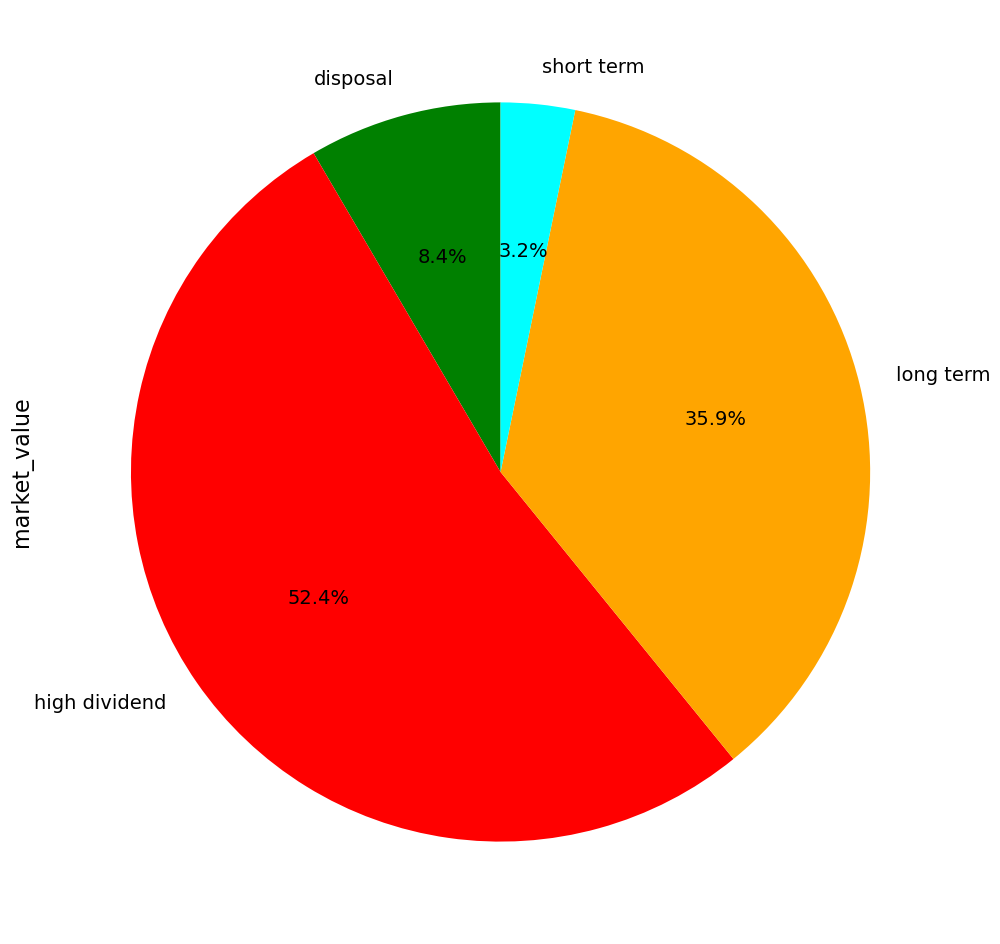 short term
disposal
3.2%
8.4%
long term
35.9%
market_value
52.4%
high dividend